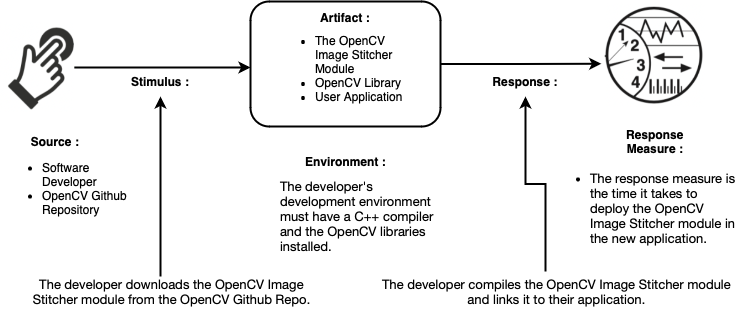 Artifact :
• The OpenCV
Image Stitcher
Module
• OpenCV Library
• User Application
1
2
3
4
Stimulus :
Response :
Source :
• Software
Developer
• OpenCV Github
Repository
Environment :
The developer's
development environment
must have a C++ compiler
and the OpenCV libraries
installed.
Response
Measure :
• The response measure is
the time it takes to
deploy the OpenCV
Image Stitcher module in
the new application.
The developer downloads the OpenCV Image
Stitcher module from the OpenCV Github Repo.
The developer compiles the OpenCV Image Stitcher module
and links it to their application.